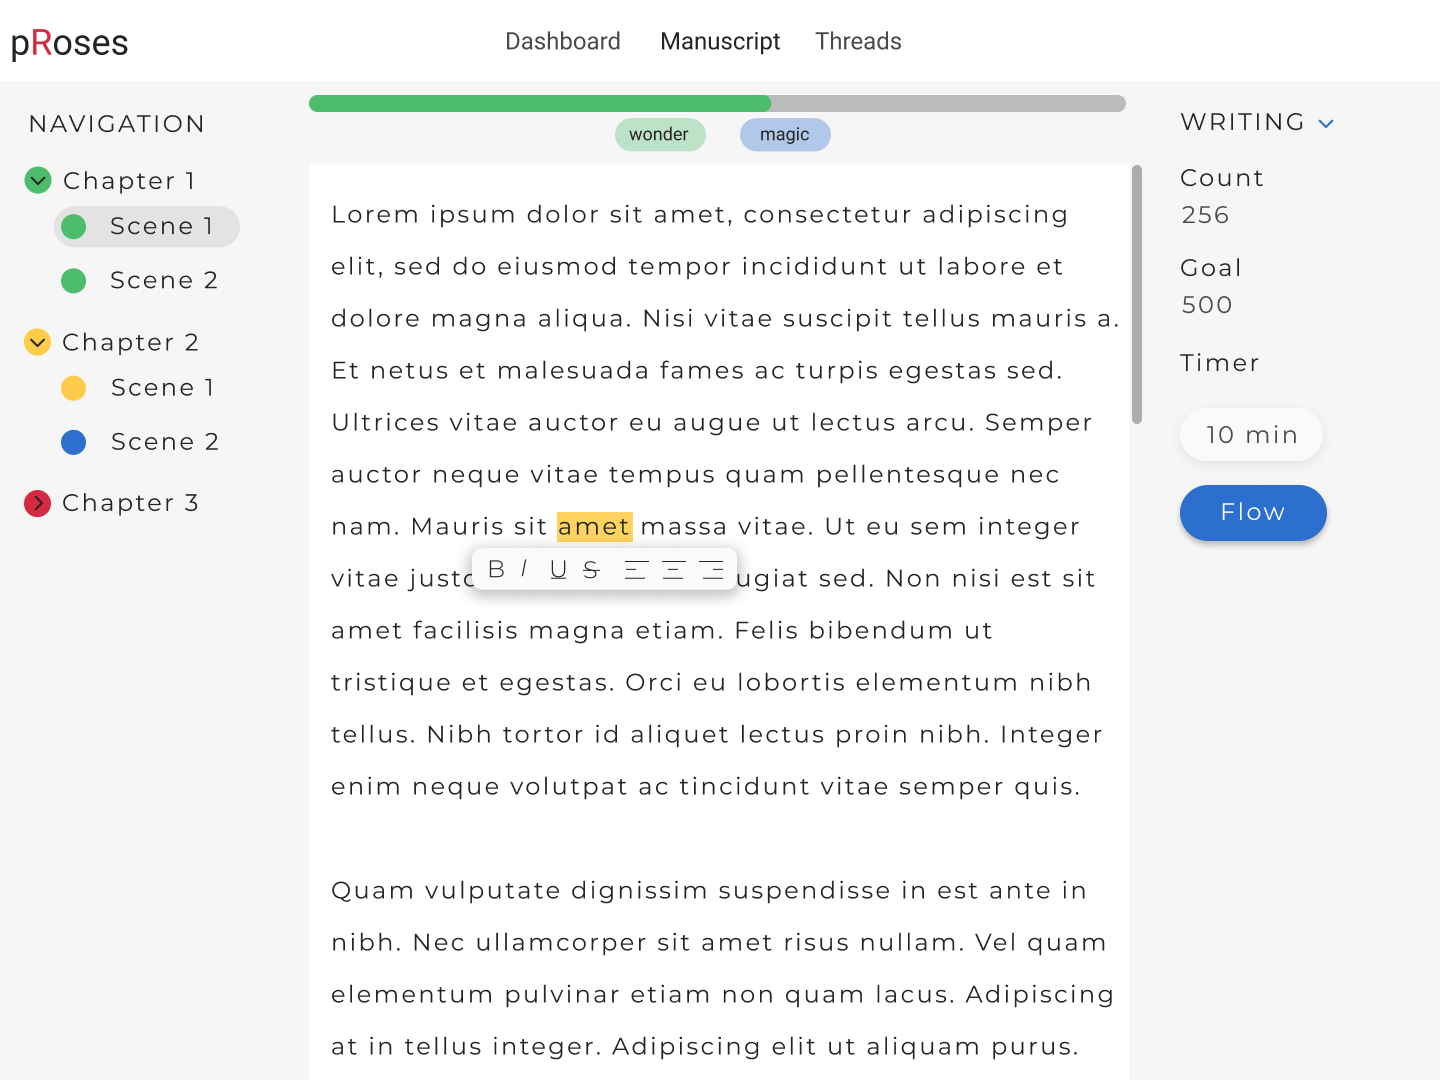 pRoses
Dashboard Manuscript Threads
NAVIGATION
Chapter 1
Scene 1
Scene 2
Chapter 2
Scene 1
Scene 2
Chapter 3
wonder magic
Lorem ipsum dolor sit amet, consectetur adipiscing
elit, sed do eiusmod tempor incididunt ut labore et
dolore magna aliqua. Nisi vitae suscipit tellus mauris a.
Et netus et malesuada fames ac turpis egestas sed.
Ultrices vitae auctor eu augue ut lectus arcu. Semper
auctor neque vitae tempus quam pellentesque nec
nam. Mauris sit amet massa vitae. Ut eu sem integer
B I U S
vitae justo ugiat sed. Non nisi est sit
amet facilisis magna etiam. Felis bibendum ut
tristique et egestas. Orci eu lobortis elementum nibh
tellus. Nibh tortor id aliquet lectus proin nibh. Integer
enim neque volutpat ac tincidunt vitae semper quis.
Quam vulputate dignissim suspendisse in est ante in
nibh. Nec ullamcorper sit amet risus nullam. Vel quam
elementum pulvinar etiam non quam lacus. Adipiscing
at in tellus integer. Adipiscing elit ut aliquam purus.
WRITING
Count
256
Goal
500
Timer
10 min
Flow